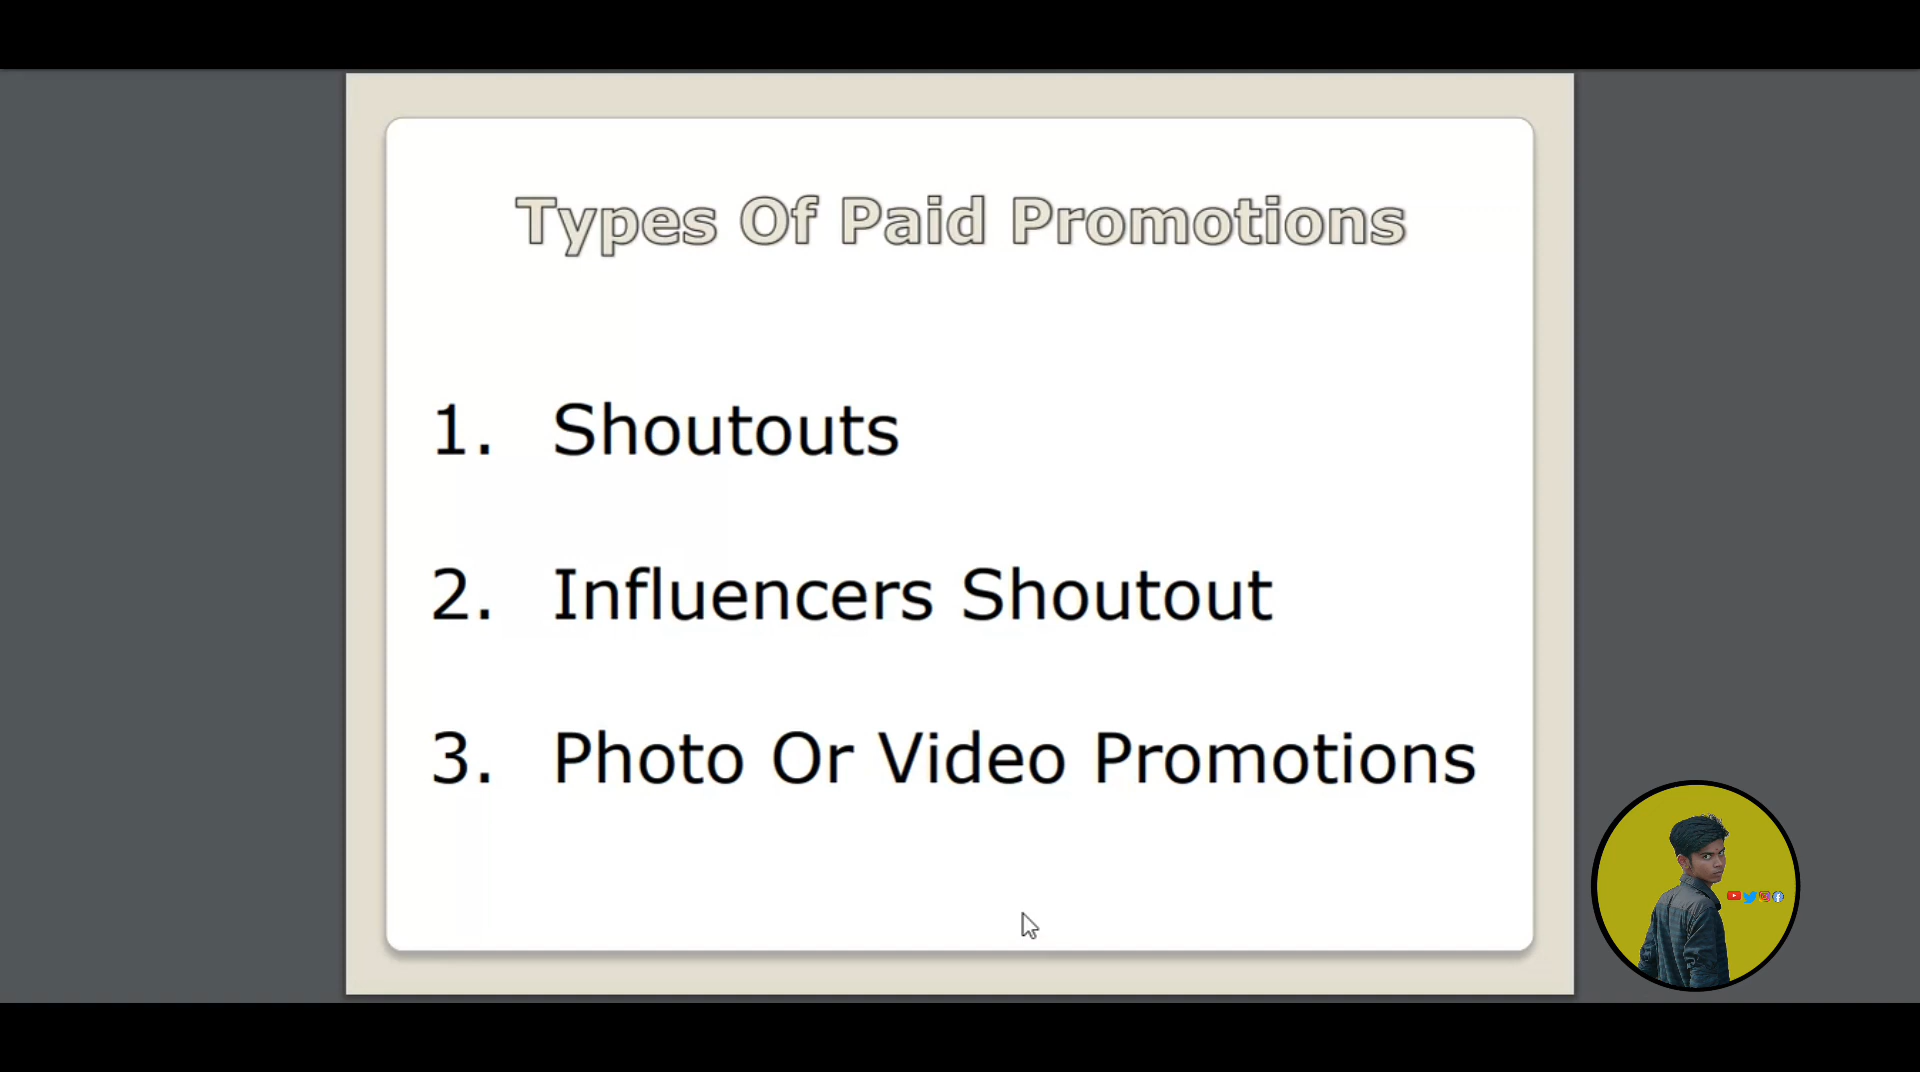 Types Of Paid Promotions
1. Shoutouts
2. Influencers Shoutout
3. Photo Or Video Promotions